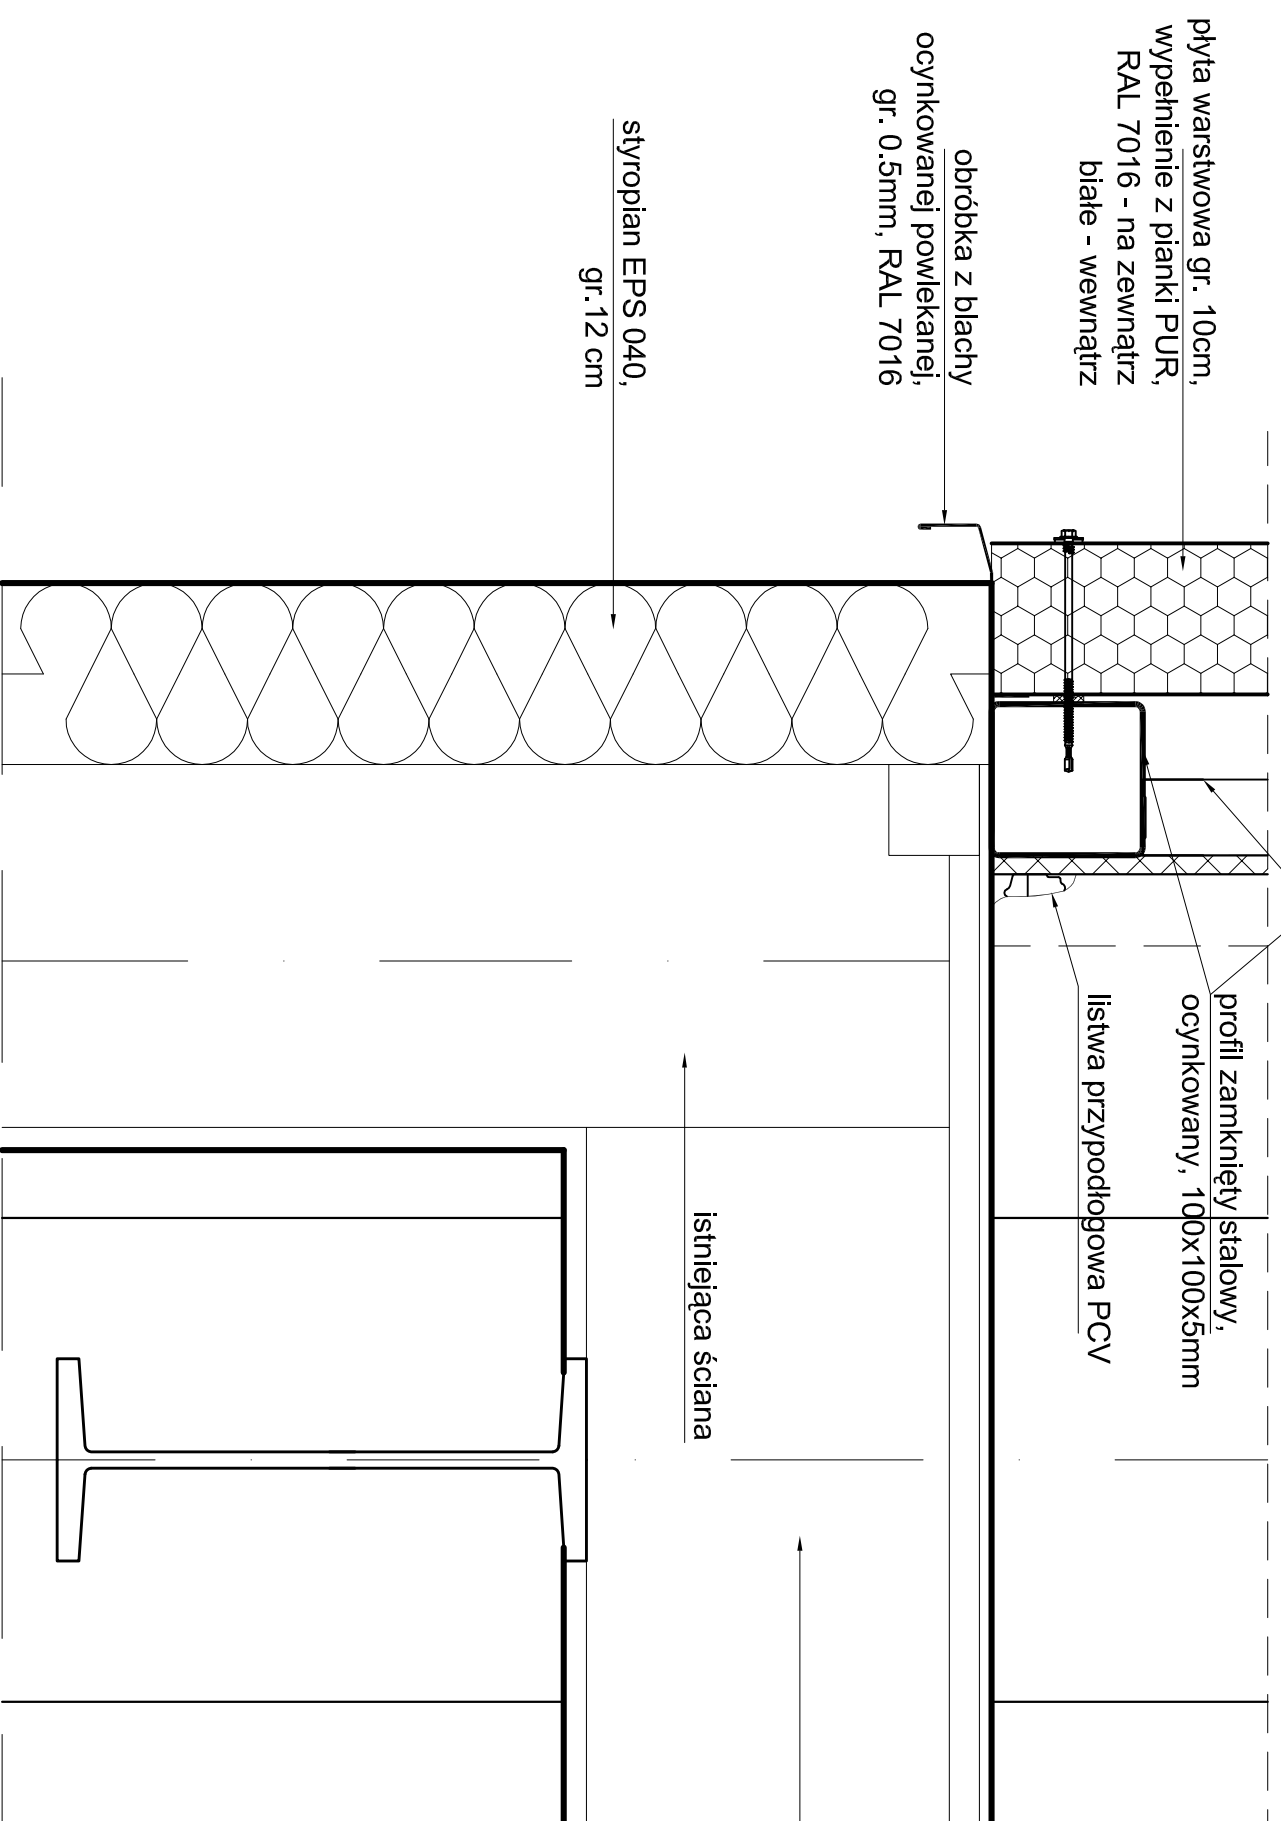 płyta warstwowa gr. 10cm,
wypełnienie z pianki PUR,
RAL 7016 - na zewnątrz
białe - wewnątrz
obróbka z blachy
ocynkowanej powlekanej,
gr. 0.5mm, RAL 7016
styropian EPS 040,
gr.12 cm
profil zamknięty stalowy,
ocynkowany, 100x100x5mm
listwa przypodłogowa PCV
istniejąca ściana